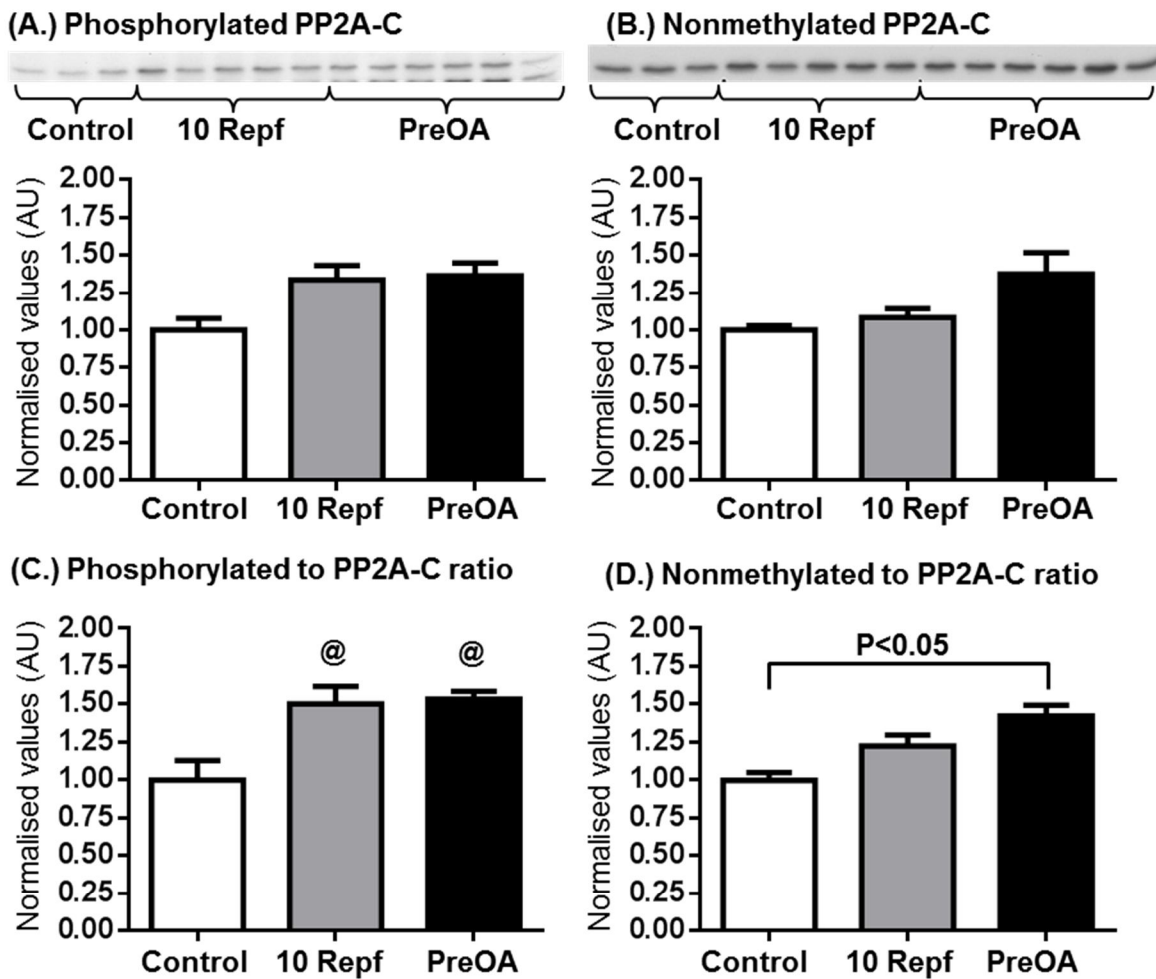 (A.) Phosphorylated PP2A-C
Control 10 Repf PreOA
Normalised values (AU)
2.00
1.75
1.50
1.25
1.00
0.75
0.50
0.25
0.00
Control 10 Repf PreOA
(B.) Nonmethylated PP2A-C
Control 10 Repf PreOA
Normalised values (AU)
2.00
1.75
1.50
1.25
1.00
0.75
0.50
0.25
0.00
Control 10 Repf PreOA
(C.) Phosphorylated to PP2A-C ratio
Normalised values (AU)
2.00
1.75
1.50
1.25
1.00
0.75
0.50
0.25
0.00
@ @
Control 10 Repf PreOA
(D.) Nonmethylated to PP2A-C ratio
Normalised values (AU)
2.00
1.75
1.50
1.25
1.00
0.75
0.50
0.25
0.00
P<0.05
Control 10 Repf PreOA